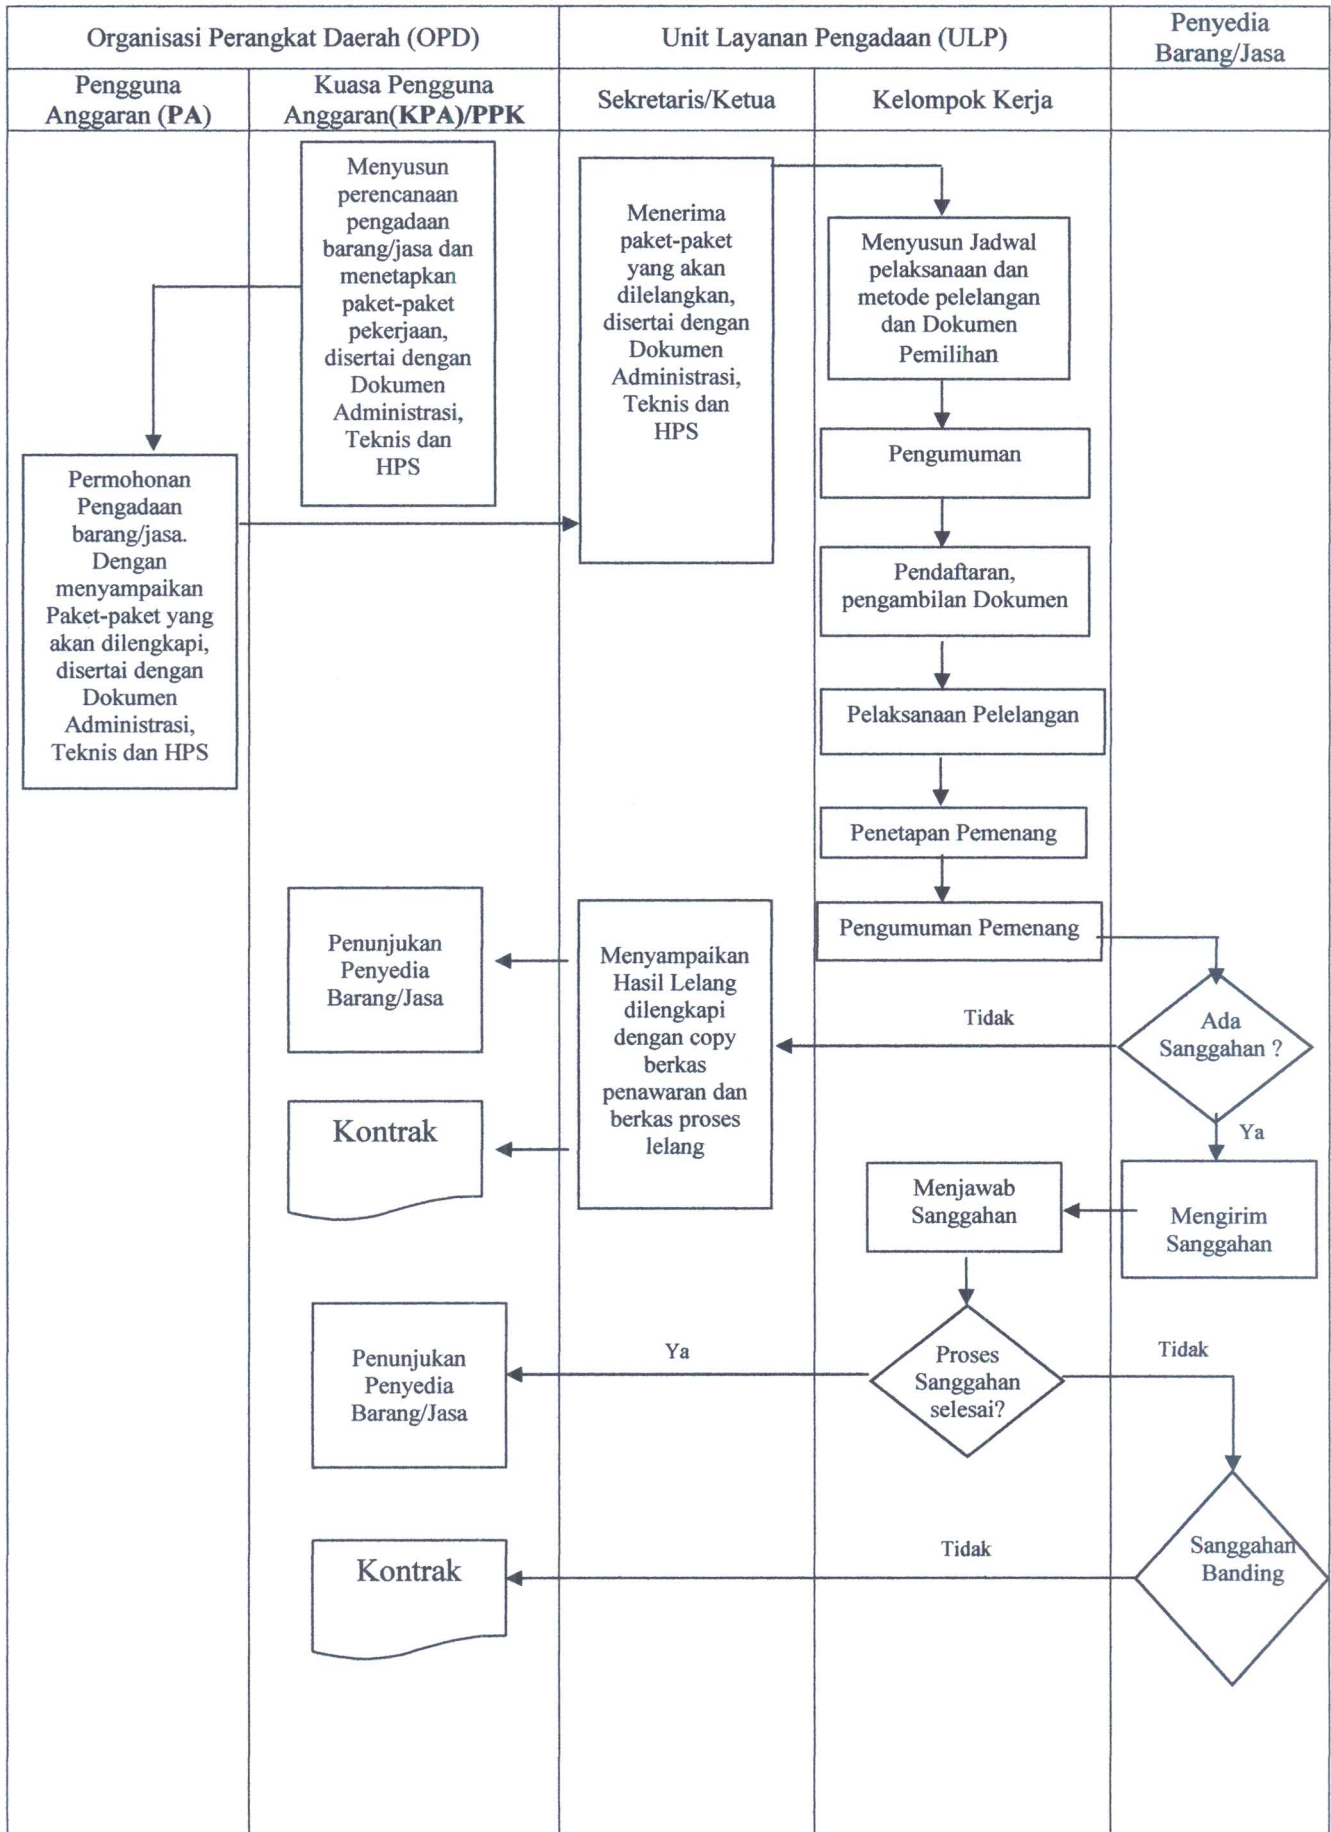 Organisasi Perangkat Daerah (OPD)
Unit Layanan Pengadaan (ULP)
Penyedia
Barang/Jasa
Pengguna
Anggaran (PA)
Kuasa Pengguna
Anggaran(KPA)/PPK
Sekretaris/Ketua
Kelompok Kerja
Menyusun
perencanaan
pengadaan
barang/jasa dan
menetapkan
paket-paket
pekerjaan,
disertai dengan
Dokumen
Administrasi,
Teknis dan
HPS
Permohonan
Pengadaan
barang/jasa.
Dengan
menyampaikan
Paket-paket yang
akan dilengkapi,
disertai dengan
Dokumen
Administrasi,
Teknis dan HPS
Menerima
paket-paket
yang akan
dilelangkan,
disertai dengan
Dokumen
Administrasi,
Teknis dan
HPS
Menyusun Jadwal
pelaksanaan dan
metode pelelangan
dan Dokumen
Pemilihan
Pengumuman
Pendaftaran,
pengambilan Dokumen
Pelaksanaan Pelelangan
Penetapan Pemenang
Pengumuman Pemenang
Ada
Sanggahan ?
Tidak
Ya
Menyampaikan
Hasil Lelang
dilengkapi
dengan copy
berkas
penawaran dan
berkas proses
lelang
Penunjukan
Penyedia
Barang/Jasa
Kontrak
Mengirim
Sanggahan
Menjawab
Sanggahan
Proses
Sanggahan
selesai?
Ya
Tidak
Penunjukan
Penyedia
Barang/Jasa
Sanggahan
Banding
Tidak
Kontrak